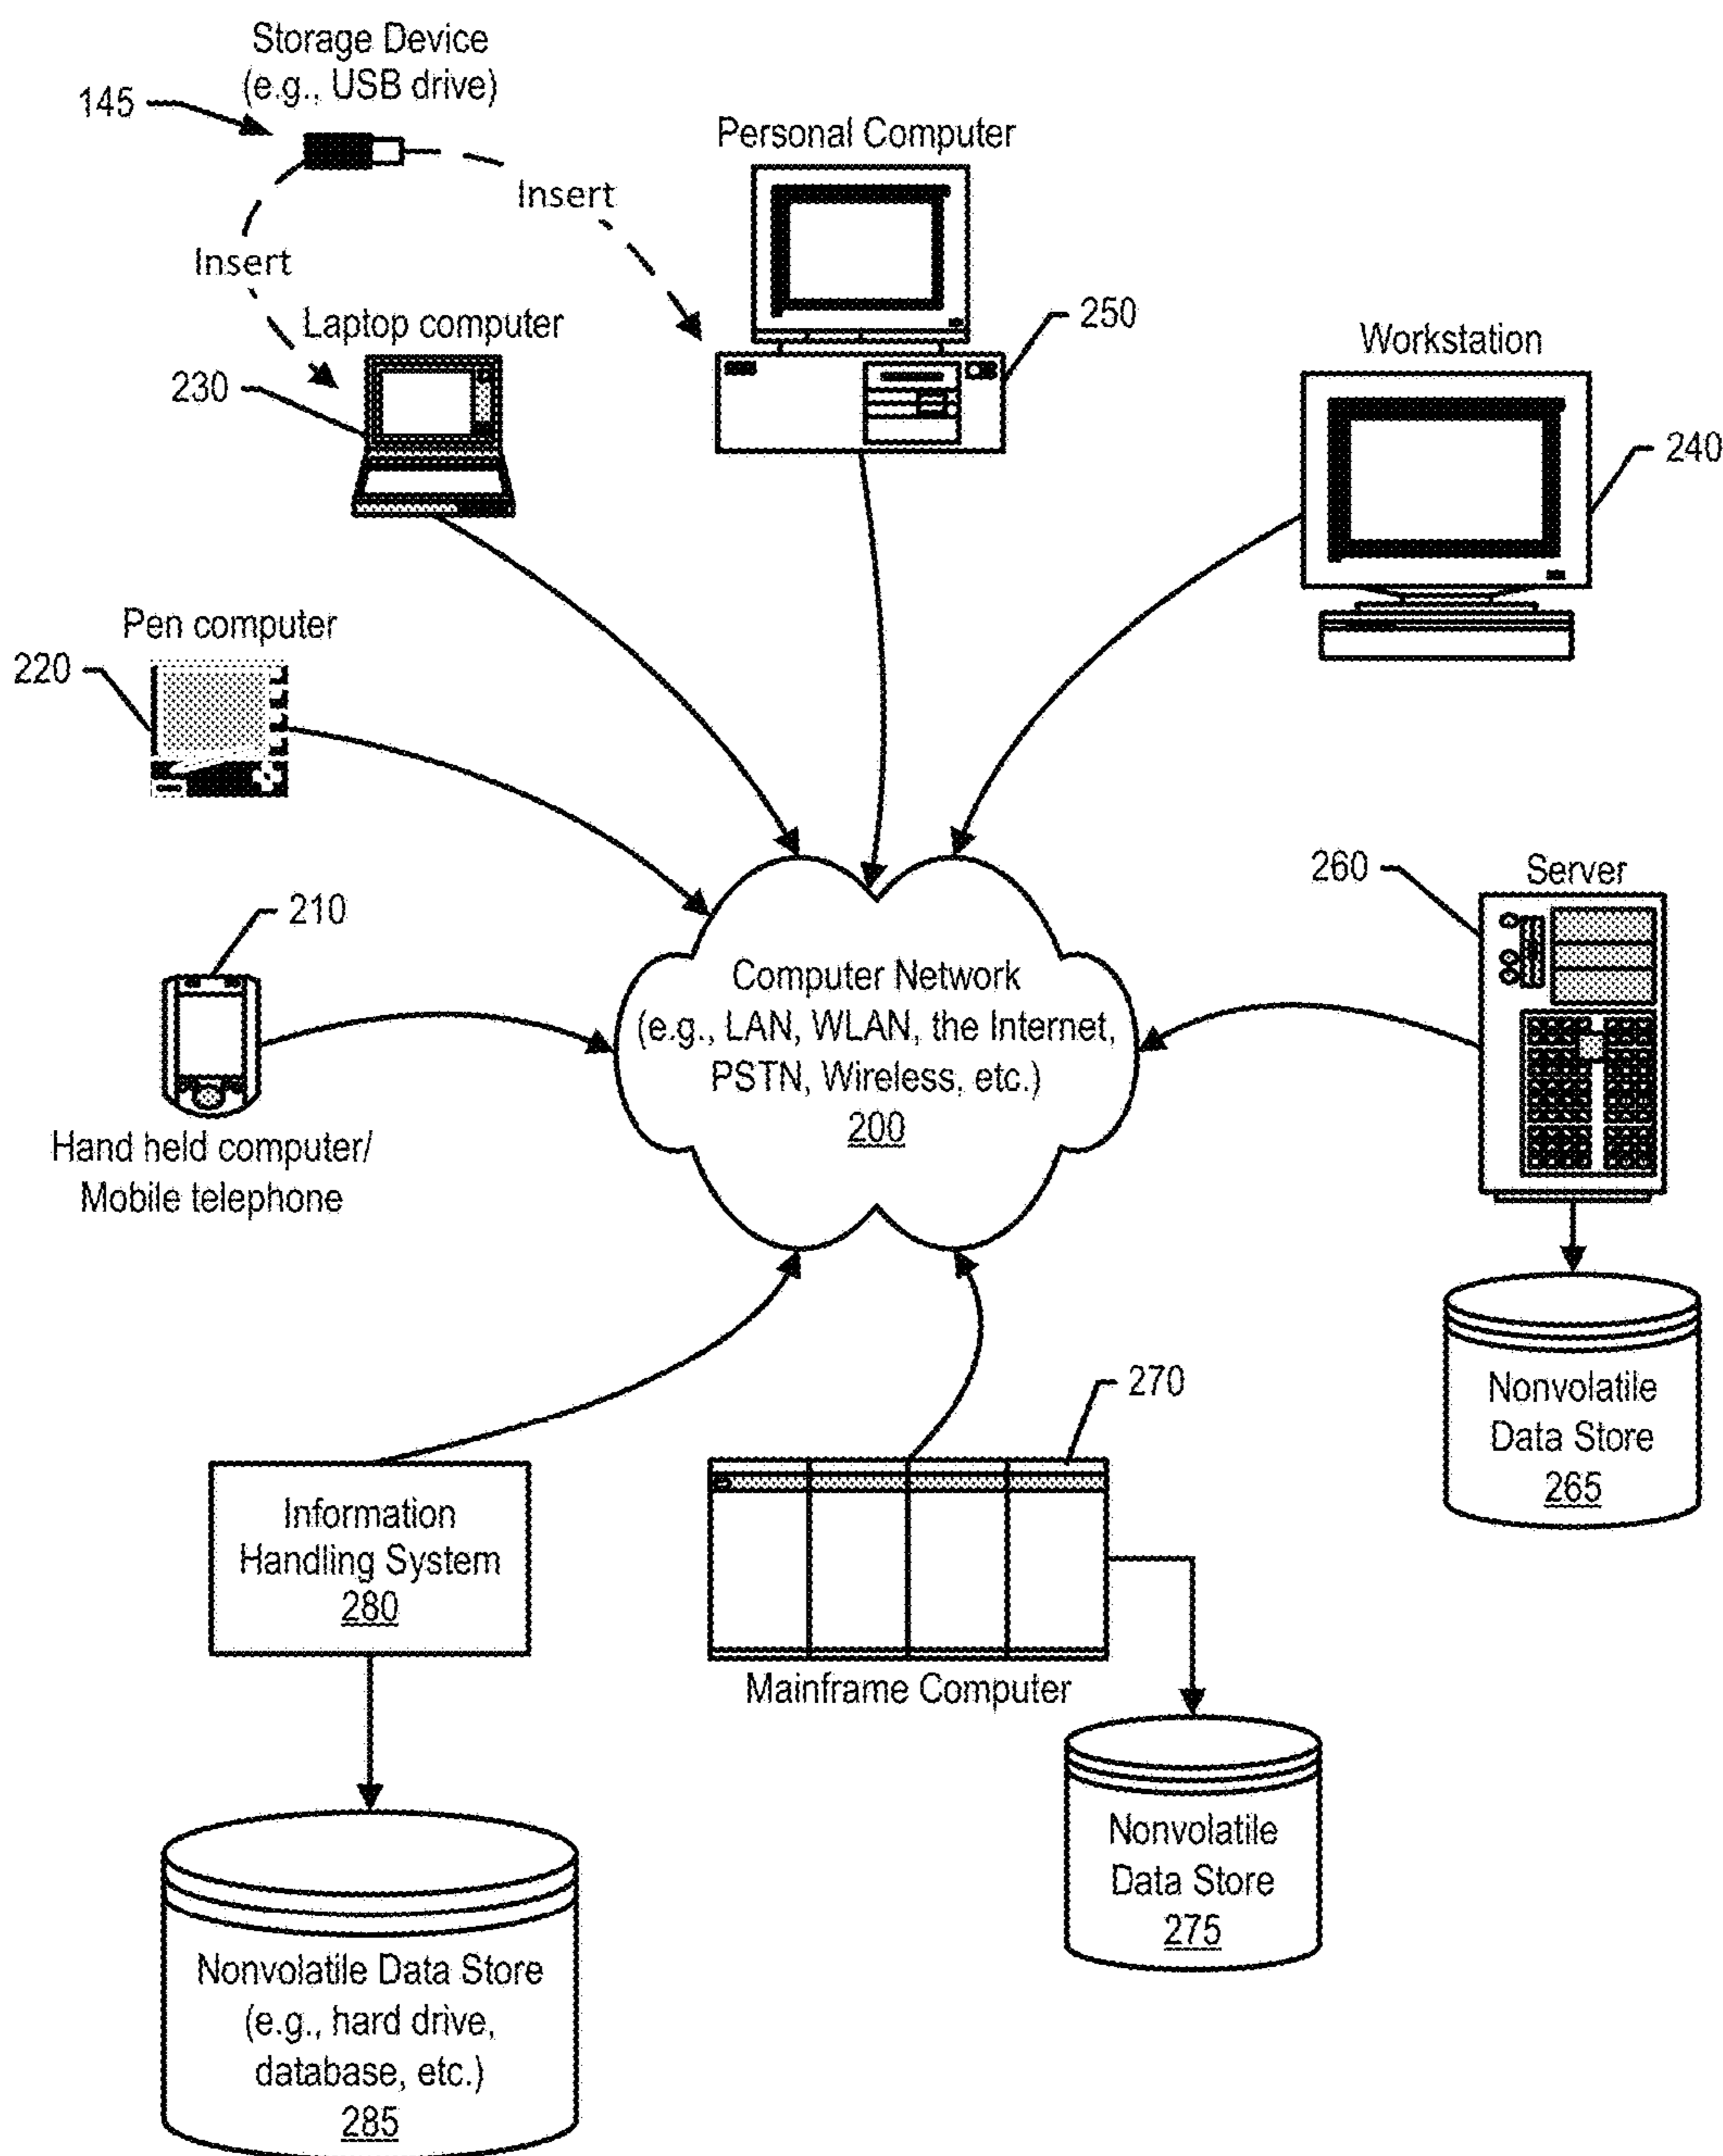 Storage Device
(e.g., USB drive)
145
Personal Computer
Insert
Insert
250
Laptop computer
230
Workstation
240
Pen computer
220
260
Server
210
Computer Network
(e.g., LAN, WLAN, the Internet,
PSTN, Wireless, etc.)
200
Hand held computer/
Mobile telephone
270
Nonvolatile
Data Store
265
Information
Handling System
280
Mainframe Computer
Nonvolatile
Data Store
275
Nonvolatile Data Store
(e.g., hard drive,
database, etc.)
285